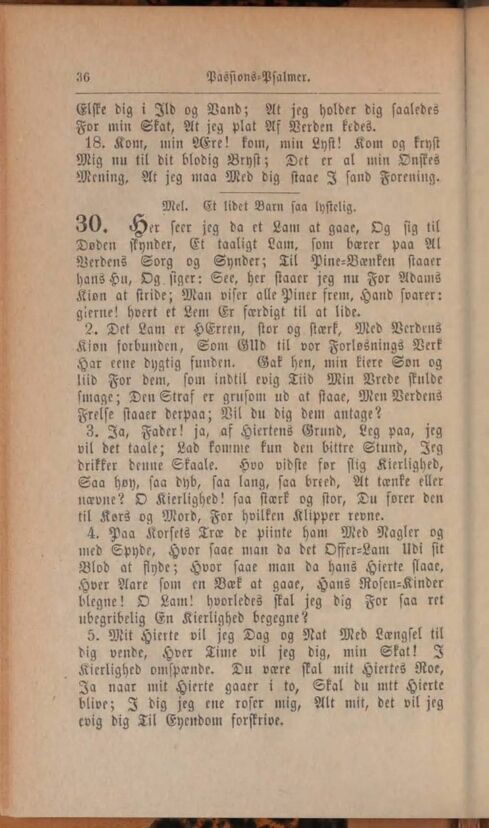 36
Passions-Psalmer.
Elske dig i Ild og Vand; At jeg holder dig saaledes
For min Skat, At jeg plat Af Verden kedes.
18. Kom, min Ære! kom, min Lyst! Kom og kryst
Mig nu til dit blodig Bryst; Det er al min Ønskes
Mening, At jeg maa Med dig staae I sand Forening.
Mel. Et lidet Barn saa lystelig.
30. Her seer jeg da et Lam at gaae, Og sig til
Døden skynder, Et taaligt Lam, som bærer paa Al
Verdens Sorg og Synder; Til Pine-Bænken staaer
hans Hu, Og siger: See, her staaer jeg nu For Adams
Kiøn at stride; Man viser alle Piner frem, Hand svarer:
gierne! hvert et Lem Er færdigt til at lide.
2. Det Lam er HErren, stor og stærk, Med Verdens
Kiøn forbunden, Som GUd til vor Forløsnings Verk
Har eene dygtig funden. Gak hen, min kiere Søn og
liid For dem, som indtil evig Tiid Min Vrede skulde
smage; Den Straf er grusom ud at staae, Men Verdens
Frelse staaer derpaa; Vil du dig dem antage?
3. Ja, Fader! ja, af Hiertens Grund, Leg paa, jeg
vil det taale; Lad komme kun den bittre Stund, Jeg
drikker denne Skaale. Hvo vidste før slig Kierlighed,
Saa høy, saa dyb, saa lang, saa breed, At tænke eller
nævne? O Kierlighed! saa stærk og stor, Du fører den
til Kors og Mord, For hvilken Klipper revne.
4. Paa Korsets Træ de piinte ham Med Nagler og
med Spyde, Hvor saae man da det Offer-Lam Udi sit
Blod at flyde; Hvor saae man da hans Hierte slaae,
Hver Aare som en Bæk at gaae, Hans Rosen-Kinder
blegne! O Lam! hvorledes skal jeg dig For saa ret
ubegribelig En Kierlighed begegne?
5. Mit Hierte vil jeg Dag og Nat Med Længsel til
dig vende, Hver Time vil jeg dig, min Skat! I
Kierlighed omspænde. Du være skal mit Hiertes Roe,
Ja naar mit Hierte gaaer i to, Skal du mtt Hierte
blive; I dig jeg ene roser mig, Alt mit, det vil jeg
evig dig Til Eyendom forskrive.